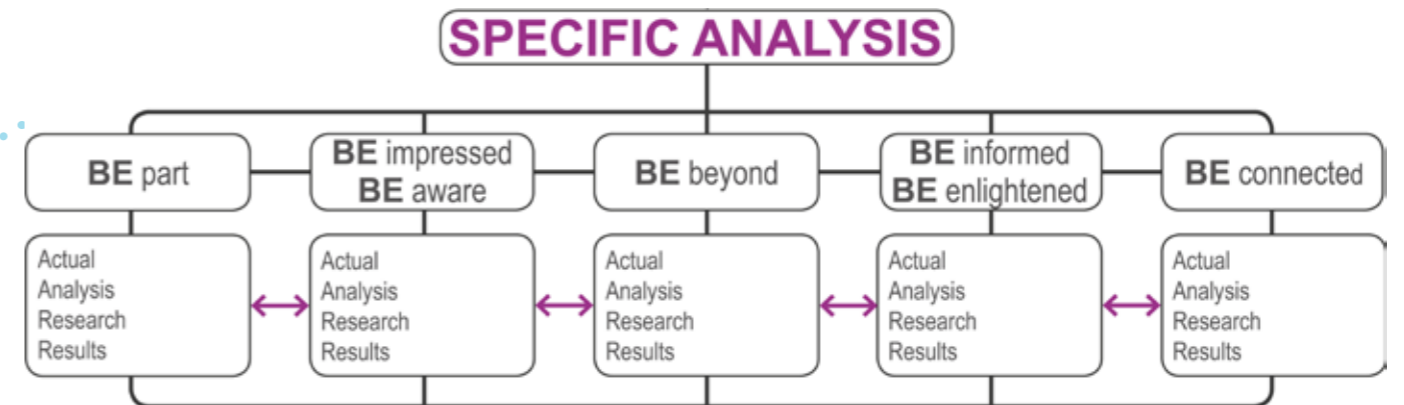 SPECIFIC ANALYSIS
BE part
BE impressed
BE aware
BE beyond
BE informed
BE enlightened
BE connected
Actual
Analysis
Research
Results
Actual
Analysis
Research
Results
Actual
Analysis
Research
Results
Actual
Analysis
Research
Results
Actual
Analysis
Research
Results